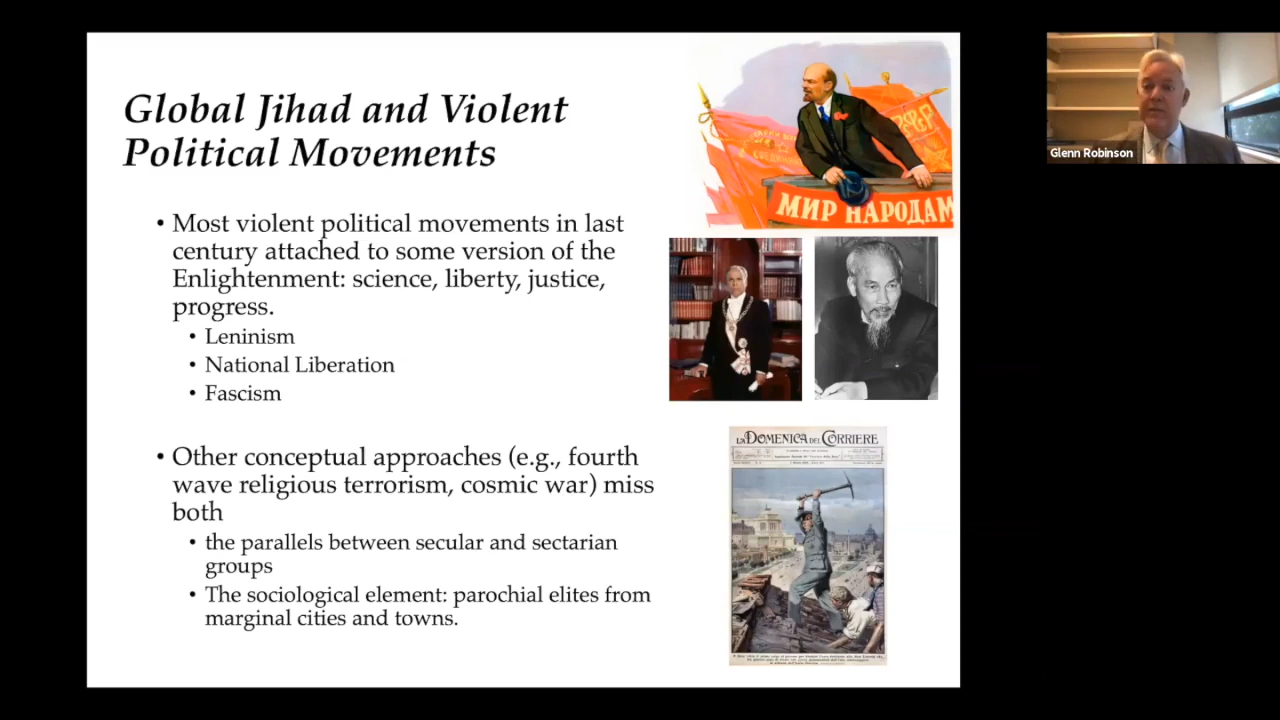 Global Jihad and Violent
Political Movements
• Most violent political movements in last
century attached to some version of the
Enlightenment: science, liberty, justice,
progress.
• Leninism
• National Liberation
• Fascism
• Other conceptual approaches (e.g., fourth
wave religious terrorism, cosmic war) miss
both
• the parallels between secular and sectarian
groups
• The sociological element: parochial elites from
marginal cities and towns.
МИР НАРОДАМ
LA DOMENICA DEL CORRIERE
Glenn Robinson